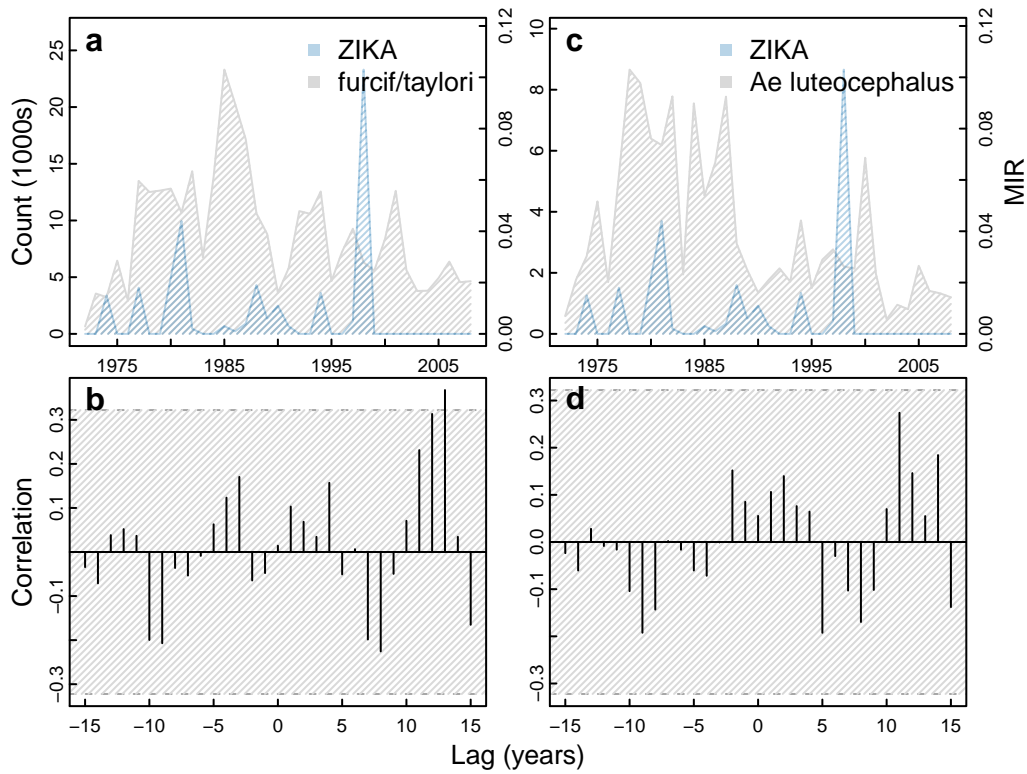 a
ZIKA
furcif/taylori
Count (1000s)
0 5 10 15 20 25
0.00 0.04 0.08 0.12
1975 1985 1995 2005
c
ZIKA
Ae luteocephalus
0 2 4 6 8 10
0.00 0.04 0.08 0.12
MIR
1975 1985 1995 2005
b
Correlation
−0.3 −0.1 0.1 0.2 0.3
−15 −10 −5 0 5 10 15
d
−0.3 −0.1 0.0 0.1 0.2 0.3
−15 −10 −5 0 5 10 15
Lag (years)